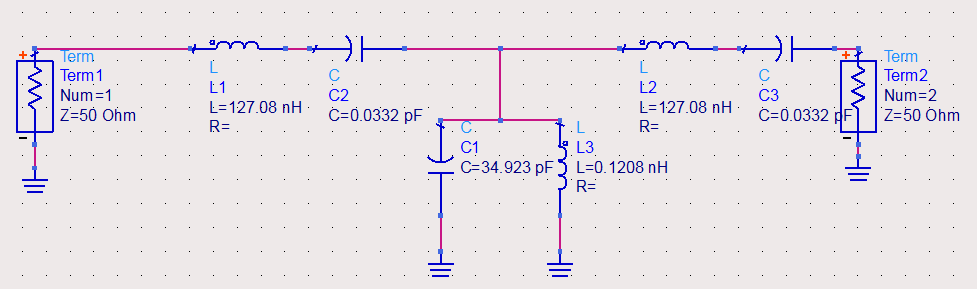 +
Term
Term1
Num=1
Z=50 Ohm
-
L
L1
L=127.08 nH
R=
C
C2
C=0.0332 pF
C
C1
C=34.923 pF
L
L3
L=0.1208 nH
R=
L
L2
L=127.08 nH
R=
C
C3
C=0.0332 pF
+
Term
Term2
Num=2
Z=50 Ohm
-